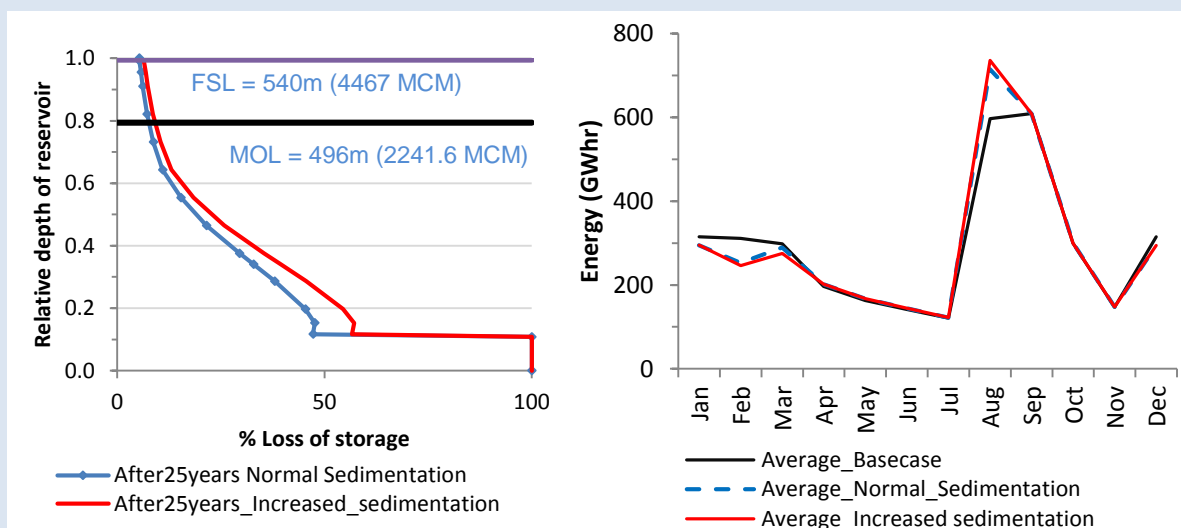 Relative depth of reservoir
1.0
0.8
0.6
0.4
0.2
0.0
FSL = 540m (4467 MCM)
MOL = 496m (2241.6 MCM)
0
50
100
% Loss of storage
After25years Normal Sedimentation
After25years_Increased_sedimentation
Energy (GWhr)
800
600
400
200
0
Jan
Feb
Mar
Apr
May
Jun
Jul
Aug
Sep
Oct
Nov
Dec
Average_Basecase
Average_Normal_Sedimentation
Average_Increased sedimentation